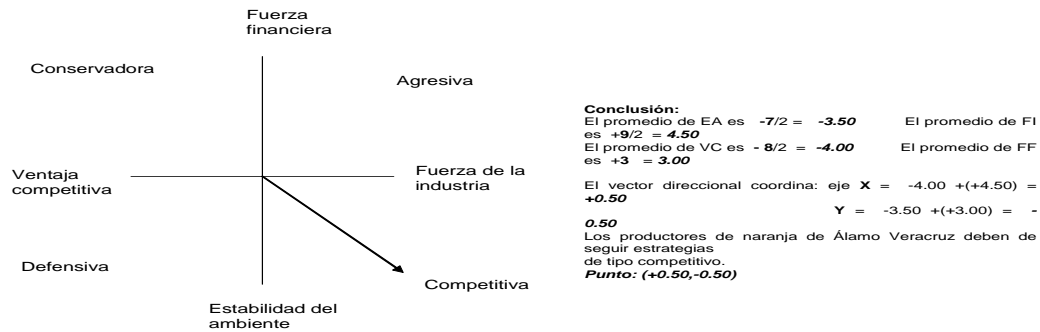 Fuerza
financiera
Conservadora
Agresiva
Ventaja
competitiva
Fuerza de la
industria
Defensiva
Competitiva
Estabilidad del
ambiente
Conclusión:
El promedio de EA es -7/2 = -3.50 El promedio de FI
es +9/2 = 4.50
El promedio de VC es - 8/2 = -4.00 El promedio de FF
es +3 = 3.00
El vector direccional coordina: eje X = -4.00 +(+4.50) =
+0.50
Y = -3.50 +(+3.00) = -
0.50
Los productores de naranja de Álamo Veracruz deben de
seguir estrategias
de tipo competitivo.
Punto: (+0.50,-0.50)